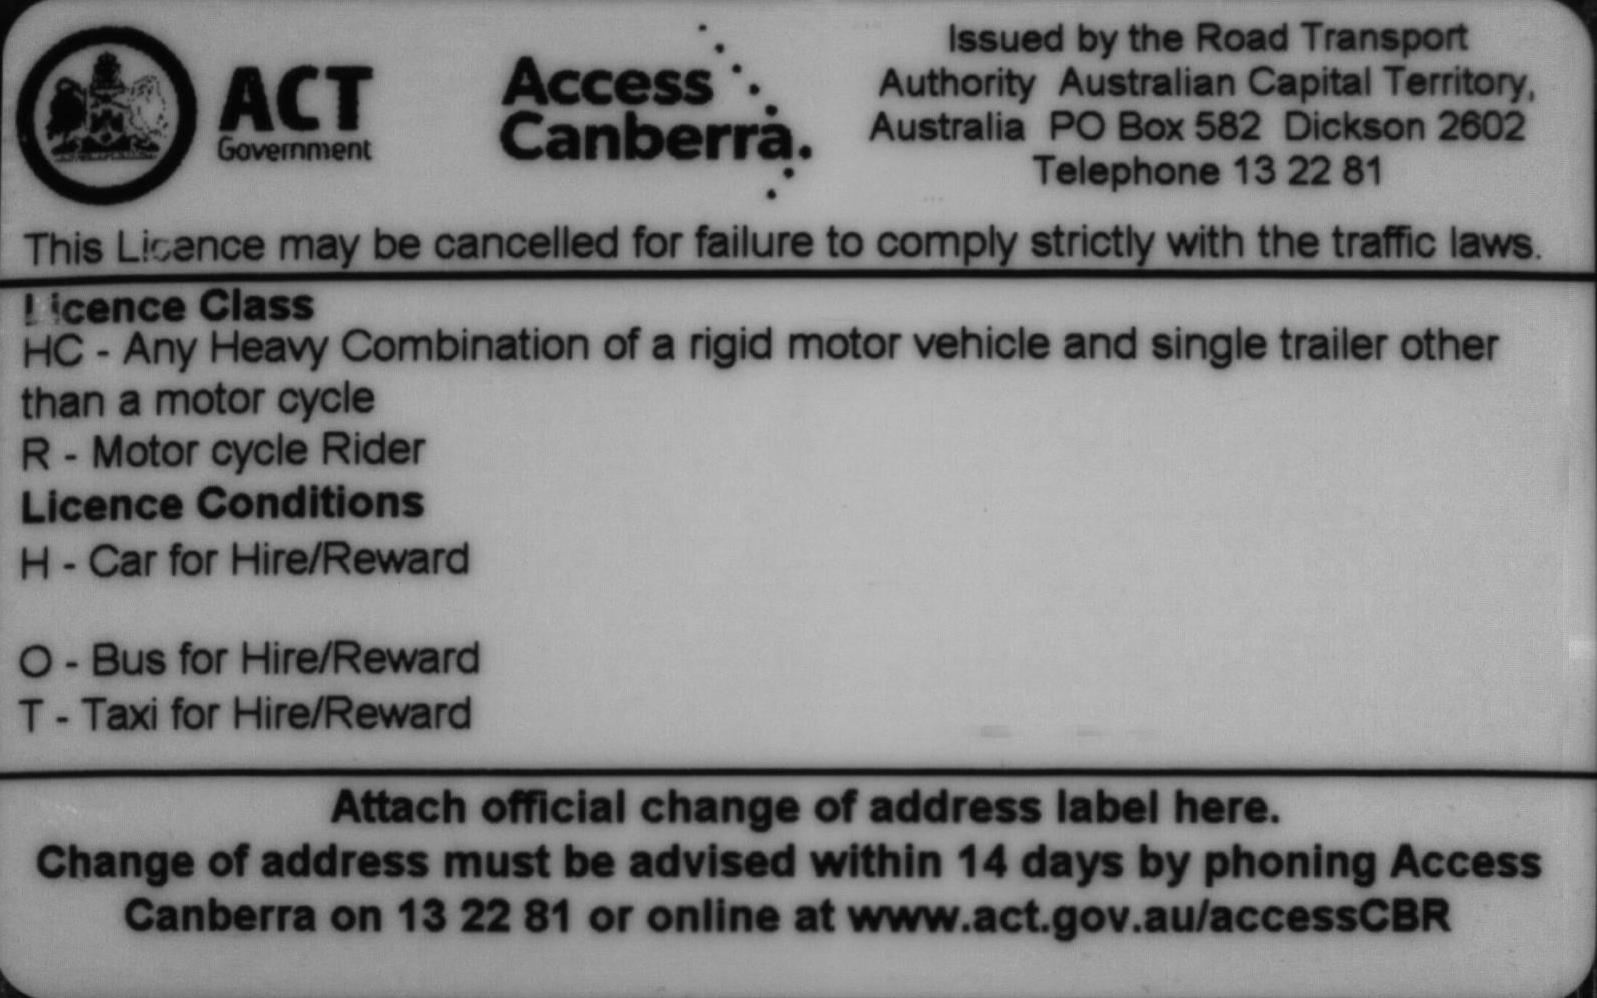 ACT
Government
Access
Canberra.
Issued by the Road Transport
Authority Australian Capital Territory,
Australia PO Box 582 Dickson 2602
Telephone 13 22 81
This Licence may be cancelled for failure to comply strictly with the traffic laws.
Licence Class
HC - Any Heavy Combination of a rigid motor vehicle and single trailer other
than a motor cycle
R - Motor cycle Rider
Licence Conditions
H - Car for Hire/Reward
O - Bus for Hire/Reward
T - Taxi for Hire/Reward
Attach official change of address label here.
Change of address must be advised within 14 days by phoning Access
Canberra on 13 22 81 or online at www.act.gov.au/accessCBR